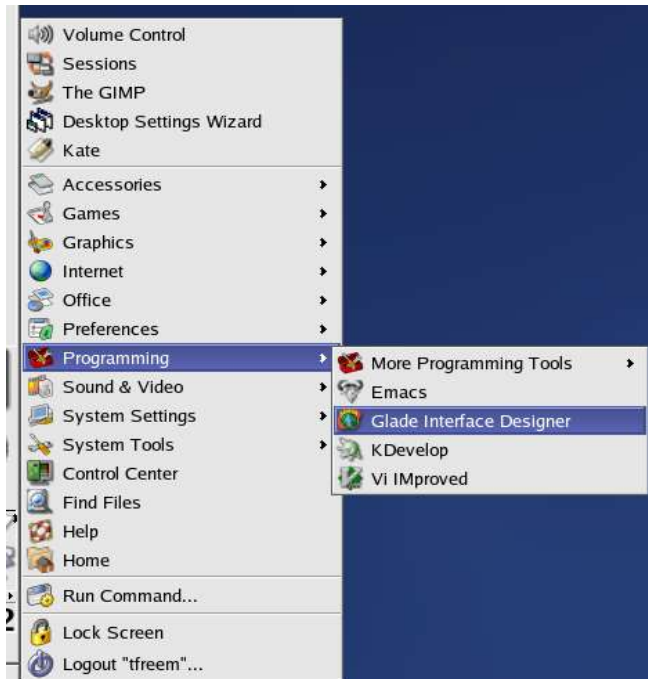 Volume Control
Sessions
The GIMP
Desktop Settings Wizard
Kate
Accessories
Games
Graphics
Internet
Office
Preferences
Programming
Sound & Video
System Settings
System Tools
Control Center
Find Files
Help
Home
Run Command...
Lock Screen
Logout "tfreem"...
More Programming Tools
Emacs
Glade Interface Designer
KDevelop
Vi IMproved
2